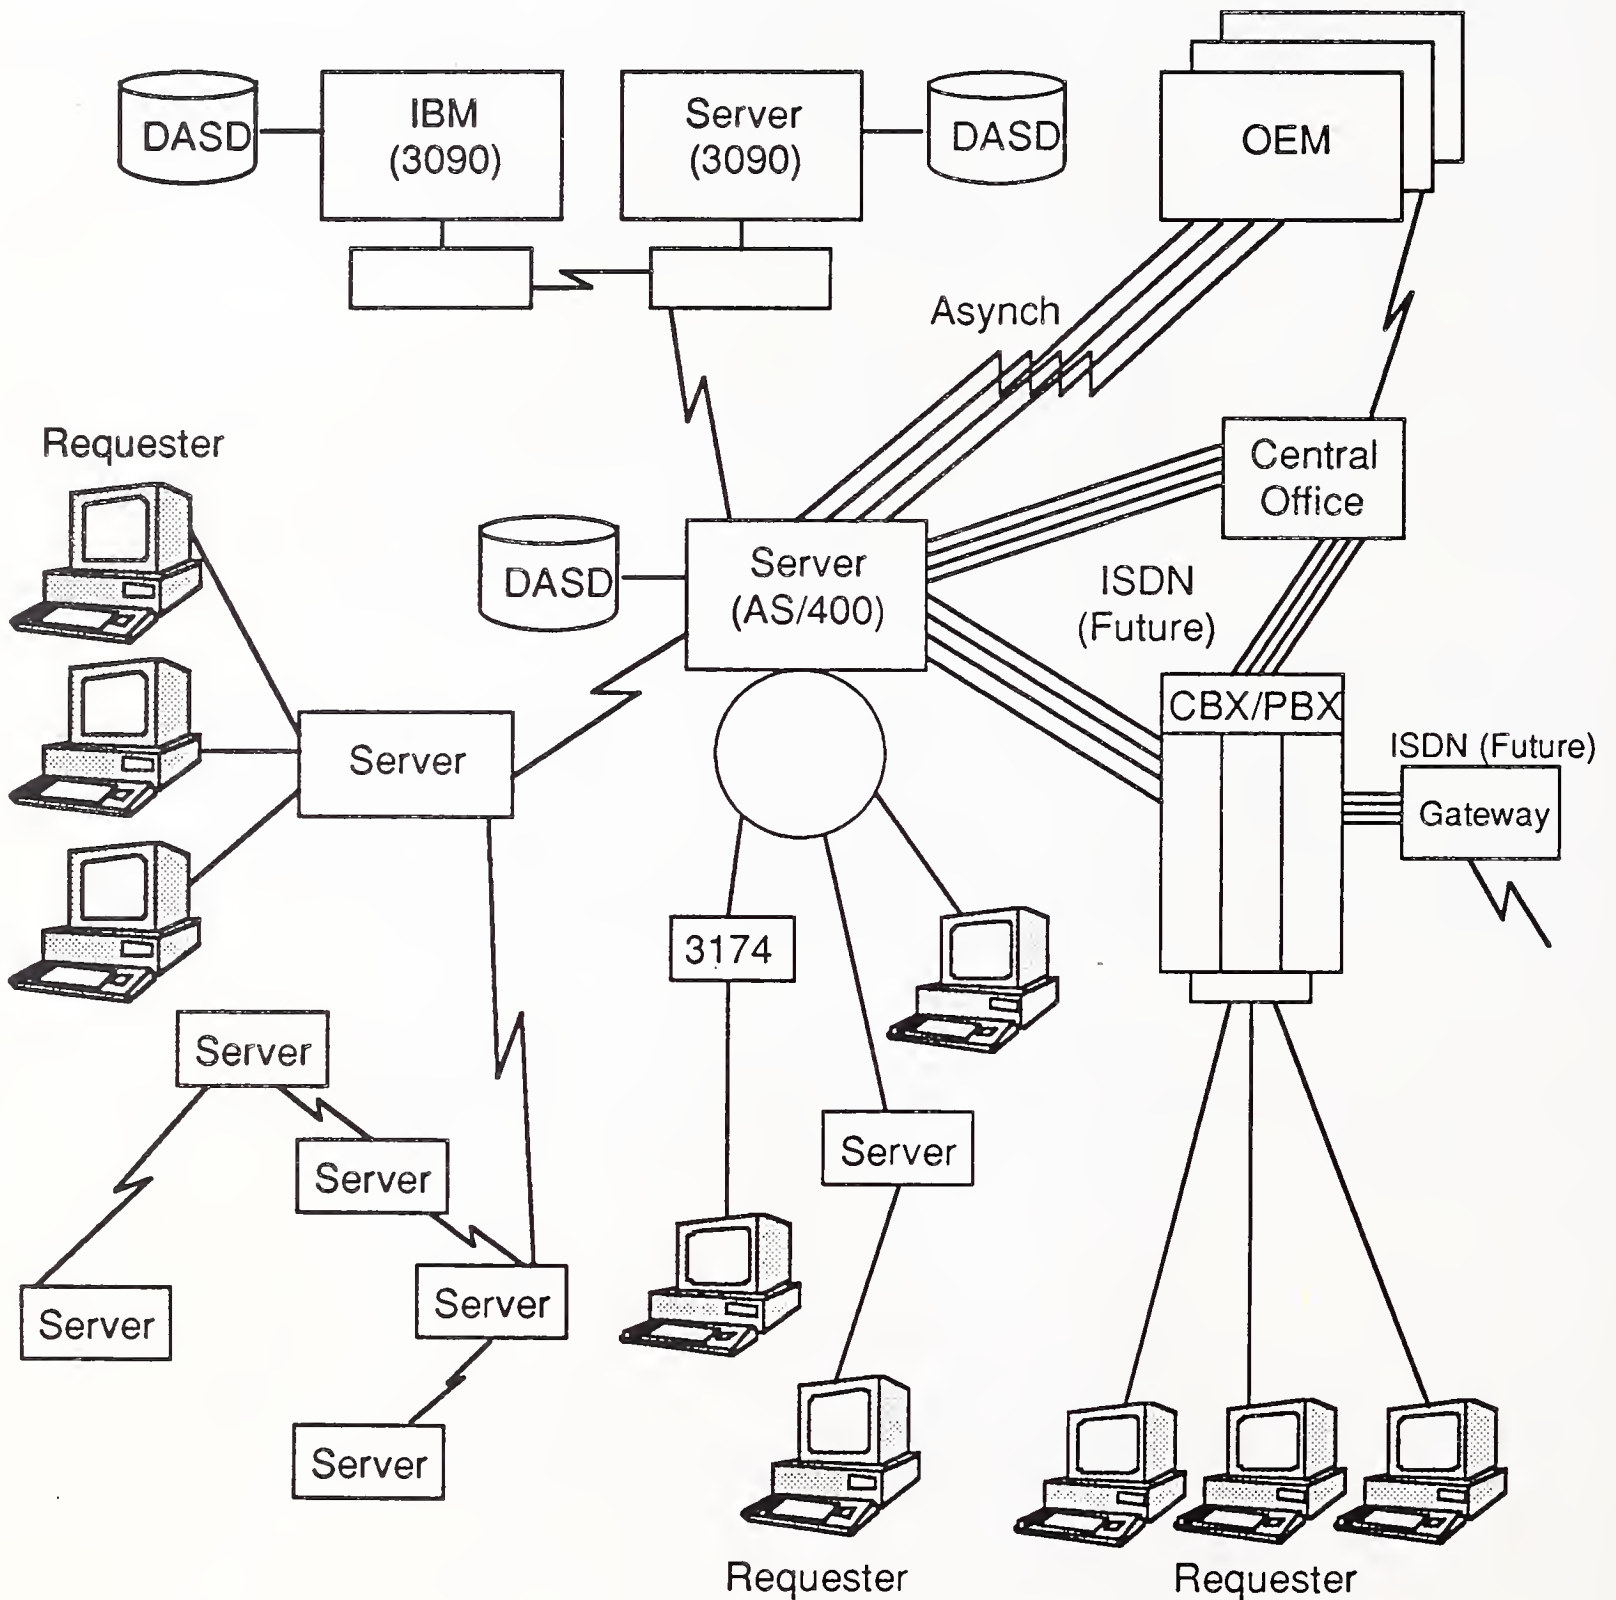 IBM
(3090)
Server
(3090)
DASD
DASD
OEM
Asynch
Requester
Central
Office
DASD
Server
(AS/400)
ISDN
(Future)
CBX/PBX
Server
ISDN (Future)
Gateway
3174
Server
Server
Server
Server
Server
Server
Requester
Requester